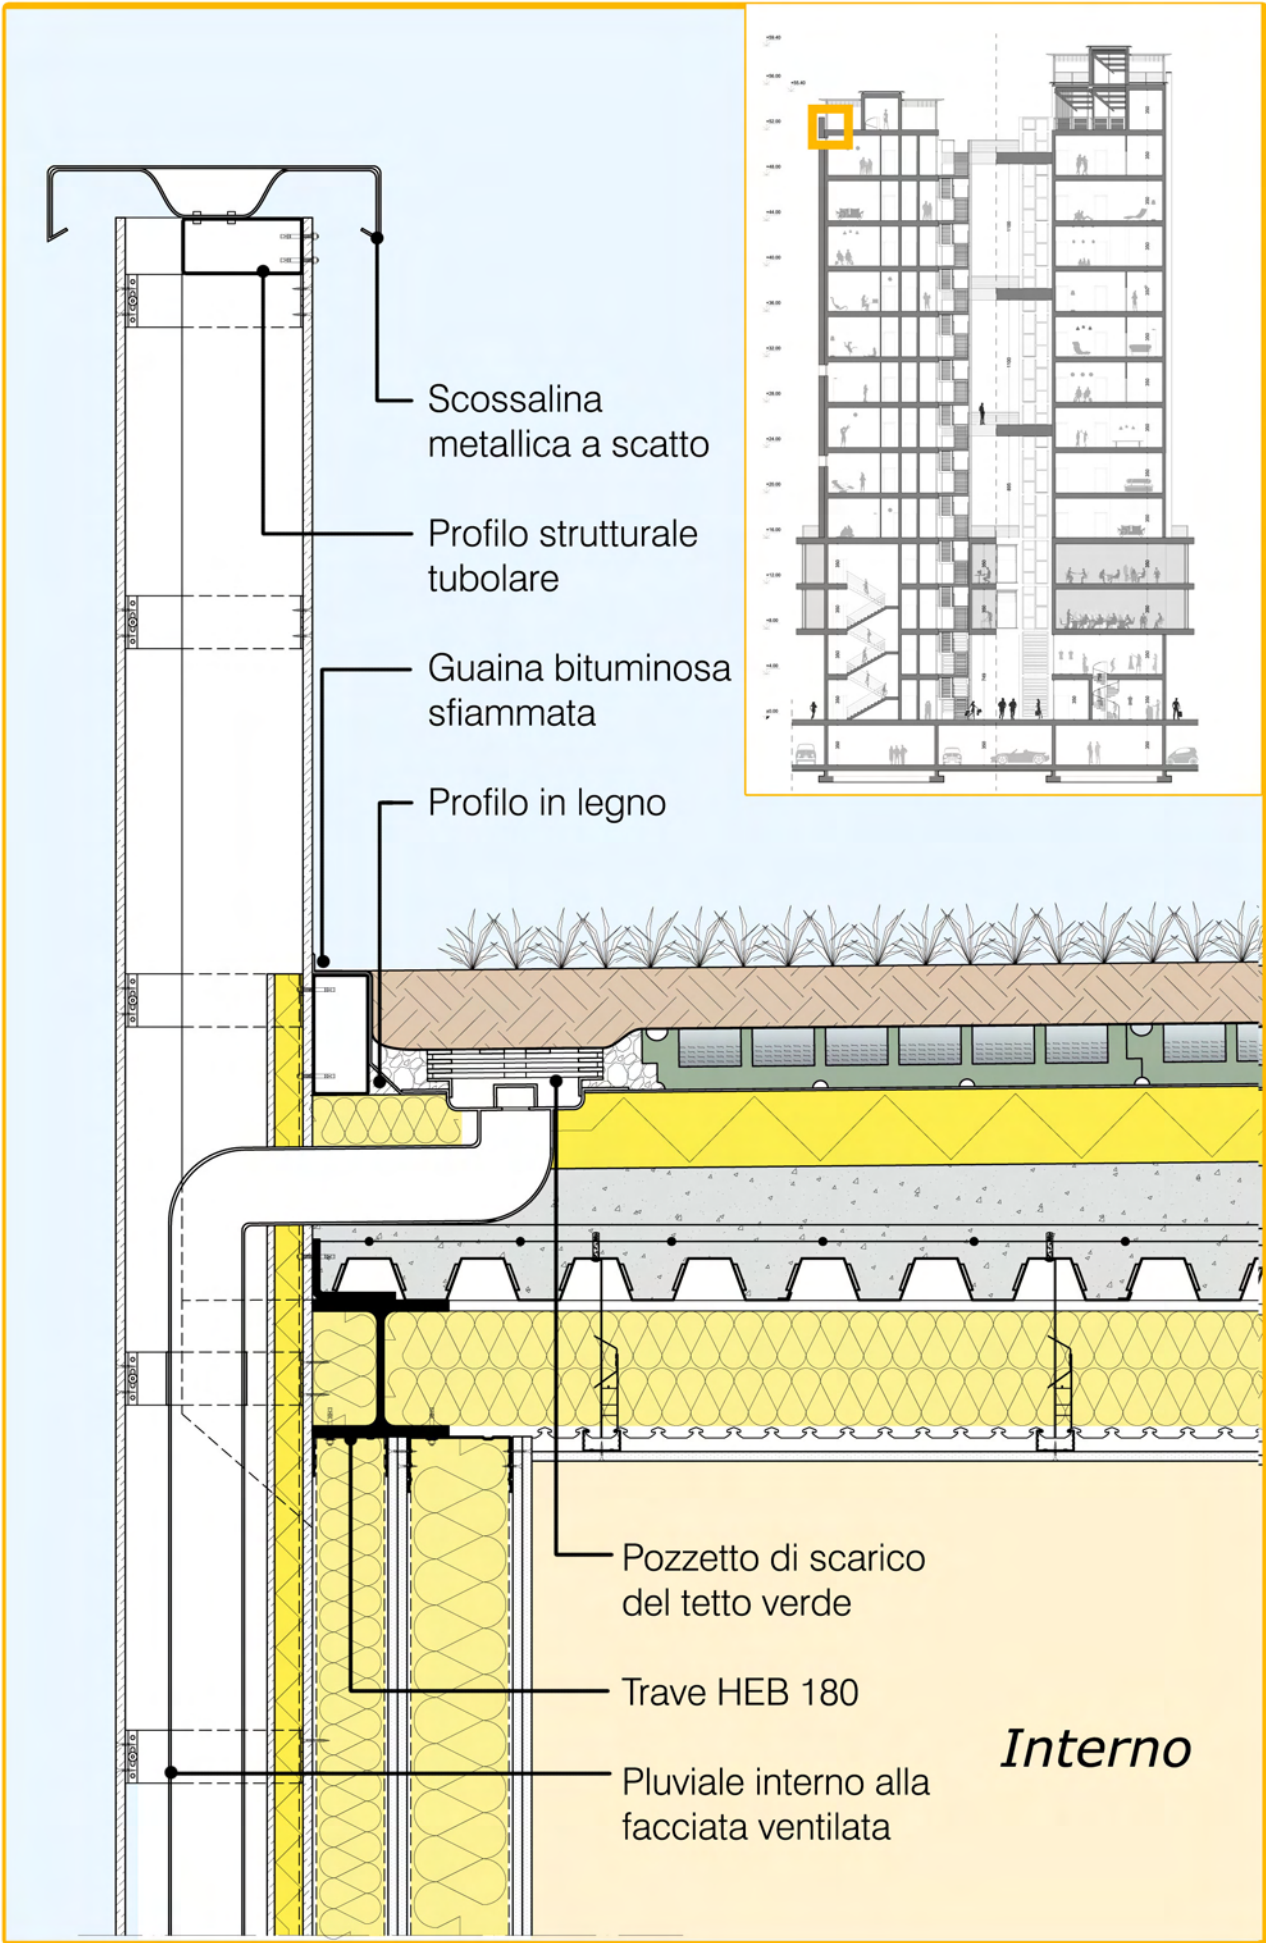 Scossalina
metallica a scatto
Profilo strutturale
tubolare
Guaina bituminosa
sfiammata
Profilo in legno
Pozzetto di scarico
del tetto verde
Trave HEB 180
Interno
Pluviale interno alla
facciata ventilata